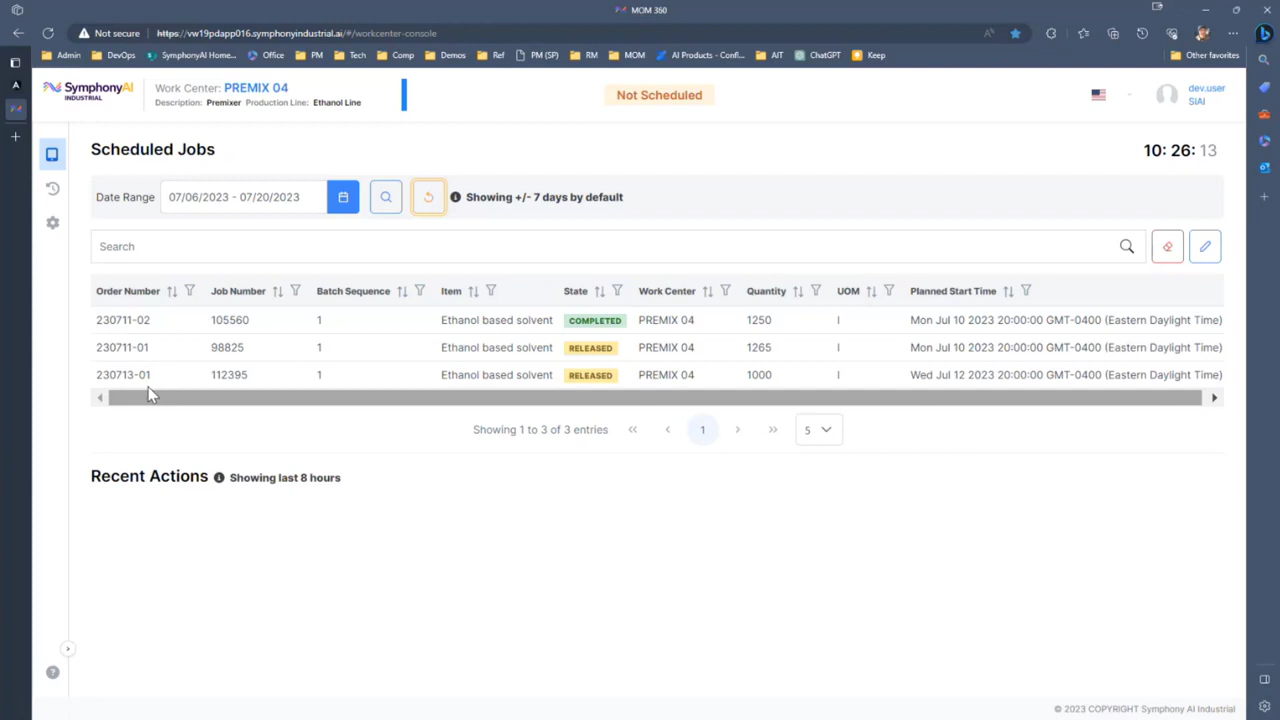 MOM 360
Not secure https://vw19pdapp016.symphonyindustrial.ai/#/workcenter-console
Admin DevOps SymphonyAI Home... Office PM Tech Comp Demos Ref PM (SP) RM MOM AI Products - Confi... AIT ChatGPT Keep Other favorites
SymphonyAI
INDUSTRIAL
Work Center: PREMIX 04
Description: Premixer Production Line: Ethanol Line
Not Scheduled
dev.user
SIAI
Scheduled Jobs
10: 26: 13
Date Range 07/06/2023 - 07/20/2023 Showing +/- 7 days by default
Search
Order Number Job Number Batch Sequence Item State Work Center Quantity UOM Planned Start Time
230711-02 105560 1 Ethanol based solvent COMPLETED PREMIX 04 1250 l Mon Jul 10 2023 20:00:00 GMT-0400 (Eastern Daylight Time)
230711-01 98825 1 Ethanol based solvent RELEASED PREMIX 04 1265 l Mon Jul 10 2023 20:00:00 GMT-0400 (Eastern Daylight Time)
230713-01 112395 1 Ethanol based solvent RELEASED PREMIX 04 1000 l Wed Jul 12 2023 20:00:00 GMT-0400 (Eastern Daylight Time)
Showing 1 to 3 of 3 entries 1 5
Recent Actions Showing last 8 hours
© 2023 COPYRIGHT Symphony AI Industrial